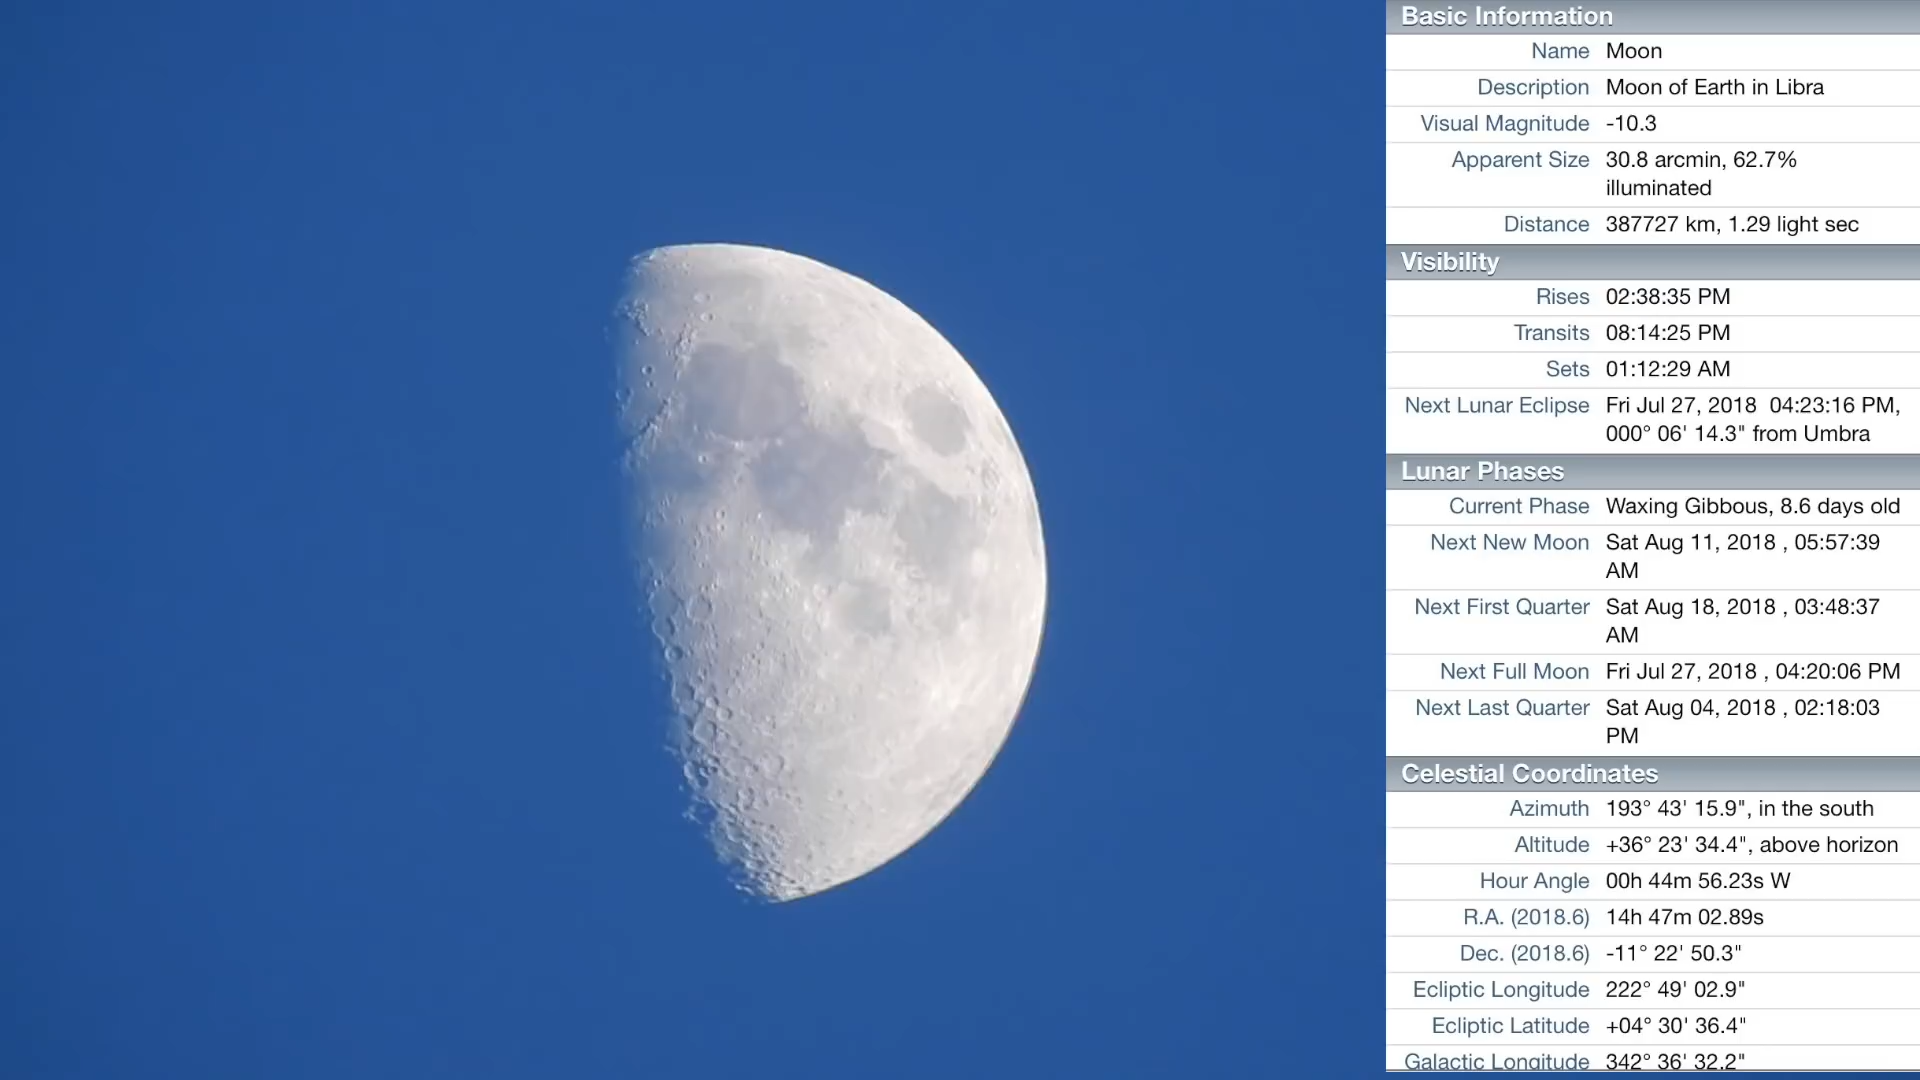 Basic Information
Name Moon
Description Moon of Earth in Libra
Visual Magnitude -10.3
Apparent Size 30.8 arcmin, 62.7%
illuminated
Distance 387727 km, 1.29 light sec
Visibility
Rises 02:38:35 PM
Transits 08:14:25 PM
Sets 01:12:29 AM
Next Lunar Eclipse Fri Jul 27, 2018 04:23:16 PM,
000° 06' 14.3" from Umbra
Lunar Phases
Current Phase Waxing Gibbous, 8.6 days old
Next New Moon Sat Aug 11, 2018 , 05:57:39
AM
Next First Quarter Sat Aug 18, 2018 , 03:48:37
AM
Next Full Moon Fri Jul 27, 2018 , 04:20:06 PM
Next Last Quarter Sat Aug 04, 2018 , 02:18:03
PM
Celestial Coordinates
Azimuth 193° 43' 15.9", in the south
Altitude +36° 23' 34.4", above horizon
Hour Angle 00h 44m 56.23s W
R.A. (2018.6) 14h 47m 02.89s
Dec. (2018.6) -11° 22' 50.3"
Ecliptic Longitude 222° 49' 02.9"
Ecliptic Latitude +04° 30' 36.4"
Galactic Longitude 342° 36' 32.2"